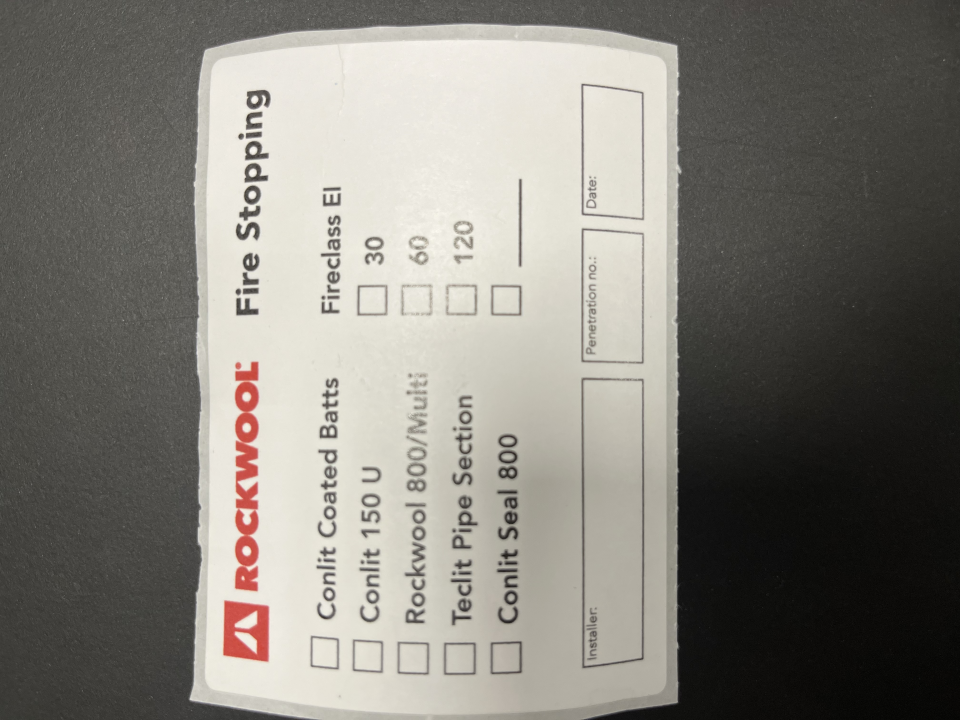 ROCKWOOL Fire Stopping
Conlit Coated Batts Fireclass EI
Conlit 150 U 30
Rockwool 800/Multi 60
Teclit Pipe Section 120
Conlit Seal 800
Installer: Penetration no.: Date: